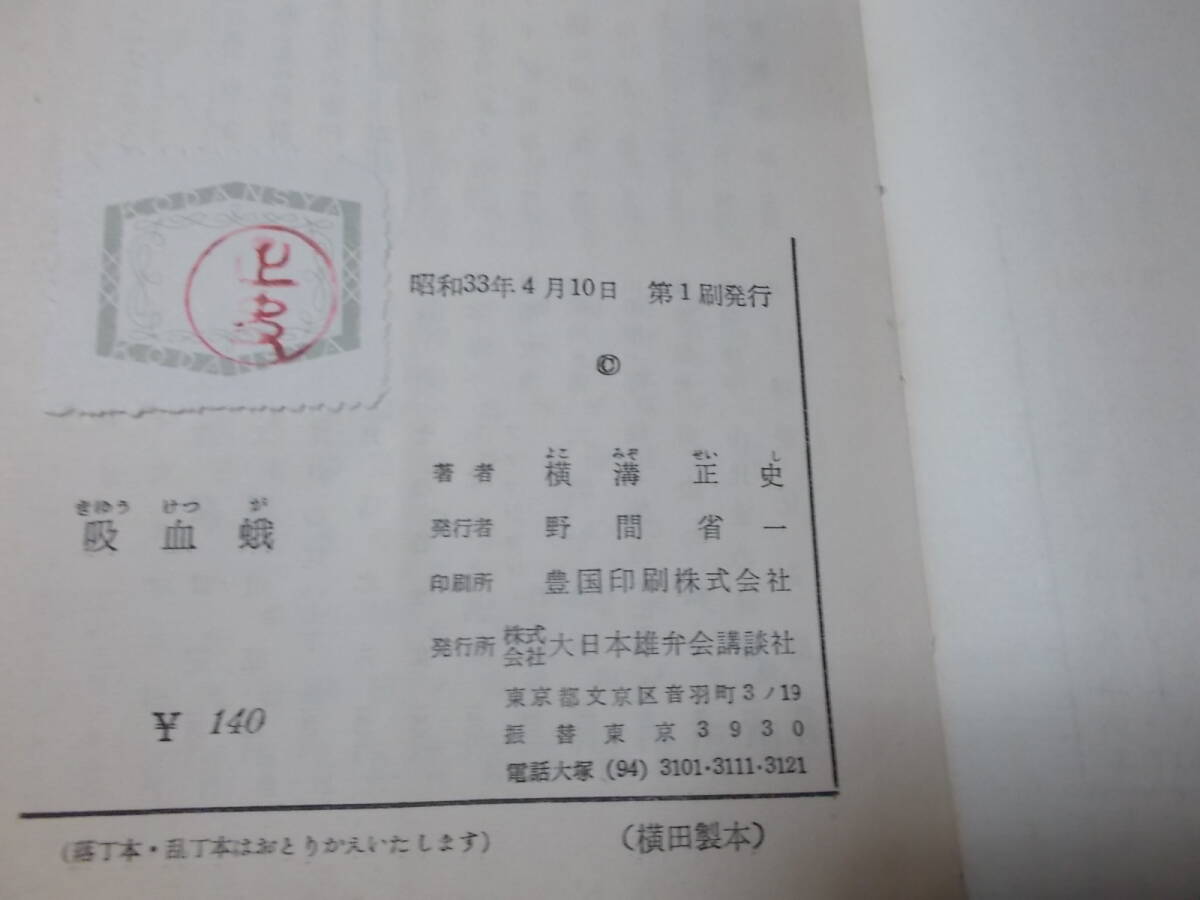 KODANSYA
KODANSYA
昭和33年4月10日 第1刷発行
©
よこ みぞ せい し
著者 横溝正史
発行者 野間省一
印刷所 豊国印刷株式会社
発行所 株式会社 大日本雄弁会講談社
東京都文京区音羽町3ノ19
振替東京3930
電話大塚 (94) 3101・3111・3121
きゆう けつ が
吸血蛾
¥ 140
(落丁本・乱丁本はおとりかえいたします)
(横田製本)